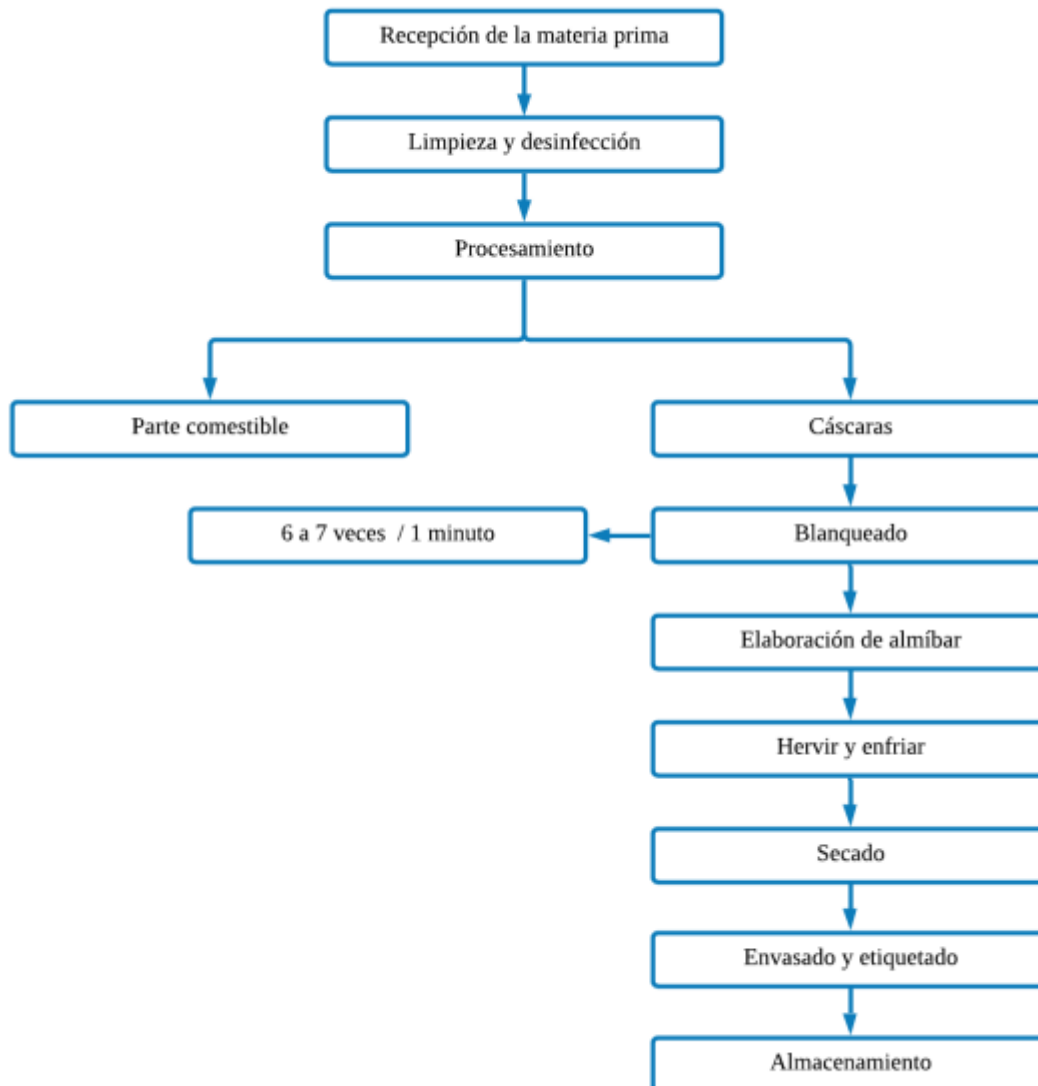 Recepción de la materia prima
Limpieza y desinfección
Procesamiento
Parte comestible
Cáscaras
6 a 7 veces / 1 minuto
Blanqueado
Elaboración de almíbar
Hervir y enfriar
Secado
Envasado y etiquetado
Almacenamiento